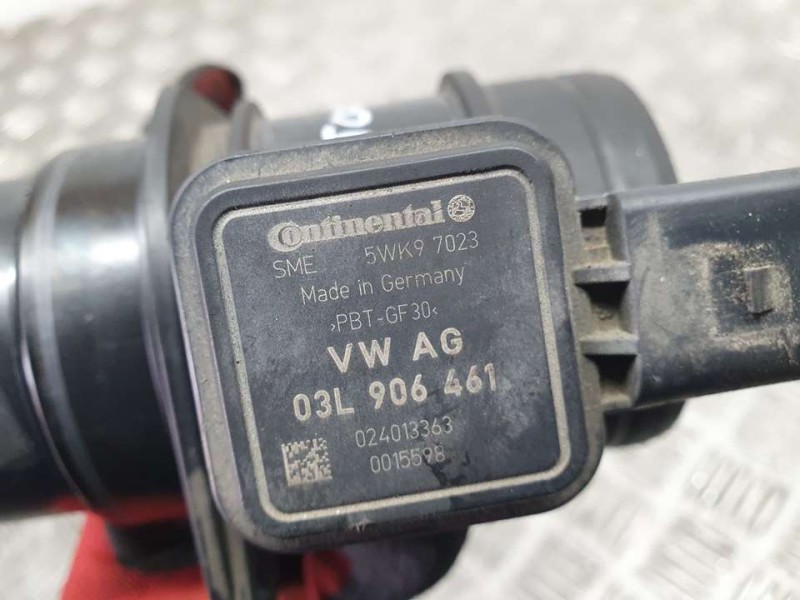 Continental
SME 5WK9 7023
Made in Germany
>PBT-GF30<
VW AG
03L 906 461
024013363
0015598